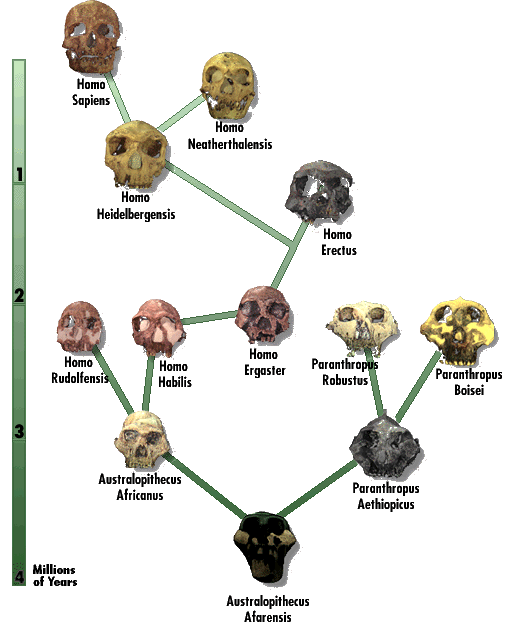 Homo
Sapiens
Homo
Neatherthalensis
1
Homo
Heidelbergensis
Homo
Erectus
2
Homo
Rudolfensis
Homo
Habilis
Homo
Ergaster
Paranthropus
Robustus
Paranthropus
Boisei
3
Australopithecus
Africanus
Paranthropus
Aethiopicus
4
Millions
of Years
Australopithecus
Afarensis